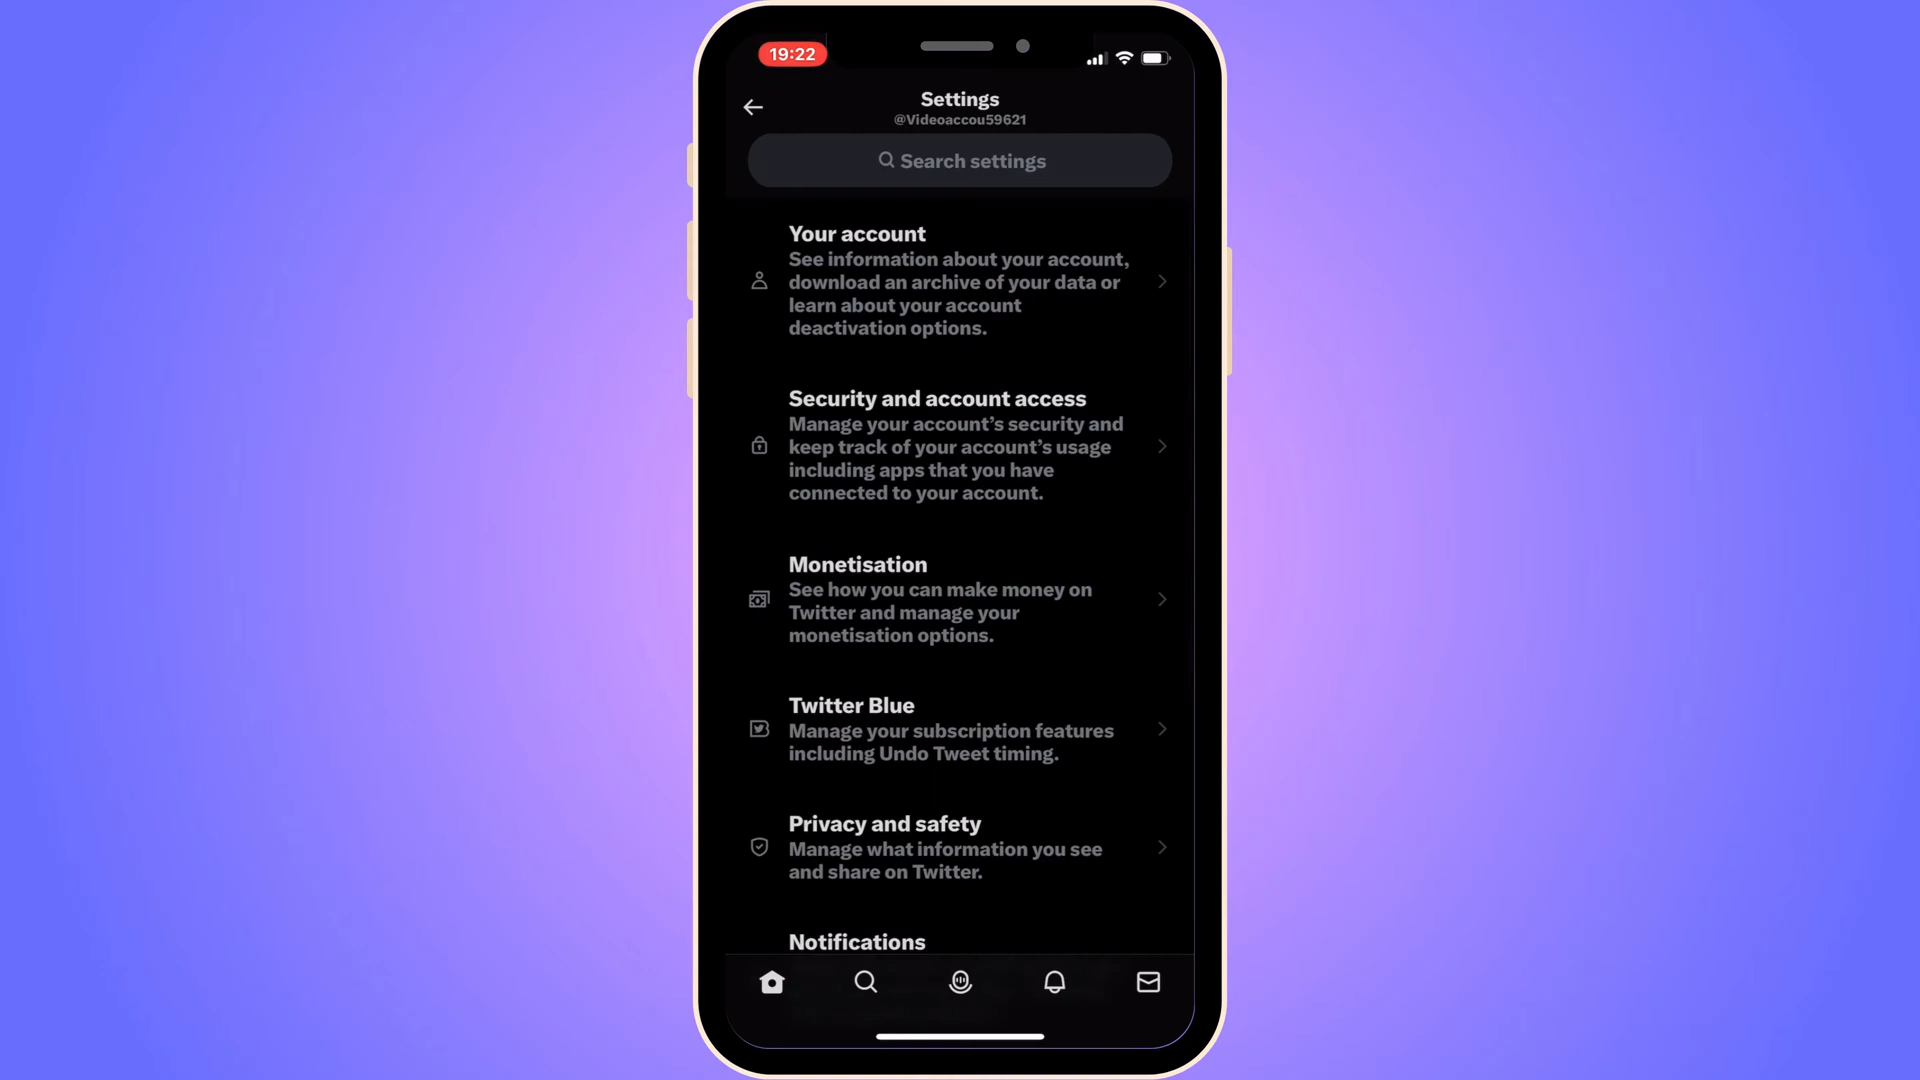 19:22
Settings
@Videoaccou59621
Search settings
Your account
See information about your account,
download an archive of your data or
learn about your account
deactivation options.
Security and account access
Manage your account’s security and
keep track of your account’s usage
including apps that you have
connected to your account.
Monetisation
See how you can make money on
Twitter and manage your
monetisation options.
Twitter Blue
Manage your subscription features
including Undo Tweet timing.
Privacy and safety
Manage what information you see
and share on Twitter.
Notifications